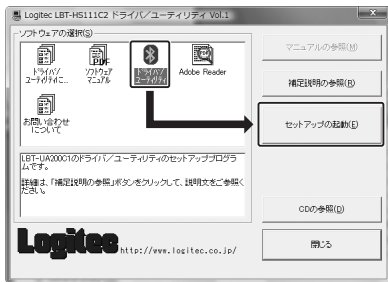 Logitec LBT-HS111C2 ドライバ／ユーティリティ Vol.1
ソフトウェアの選択(S)
ドライバ/
ユーティリティに...
PDF
ソフトウェア
マニュアル
ドライバ/
ユーティリティ
Adobe Reader
お問い合わせ
について
マニュアルの参照(M)
補足説明の参照(R)
セットアップの起動(E)
LBT-UA200C1のドライバ／ユーティリティのセットアッププログラ
ムです。
詳細は、「補足説明の参照」ボタンをクリックして、説明文をご参照く
ださい。
CDの参照(D)
Logitec
http://www.logitec.co.jp/
閉じる